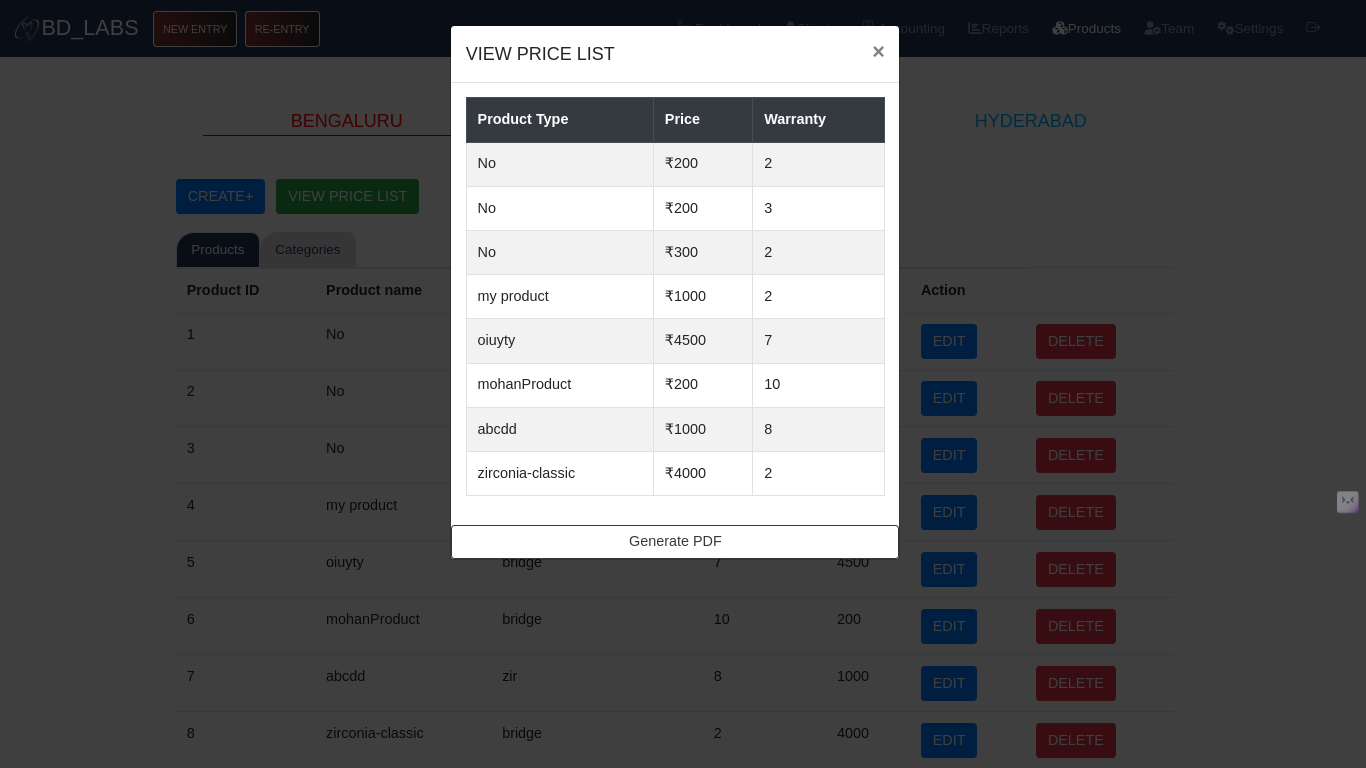 BD_LABS NEW ENTRY RE-ENTRY Reports Products Team Settings
VIEW PRICE LIST ×
BENGALURU HYDERABAD
Product Type Price Warranty
No ₹200 2
No ₹200 3
No ₹300 2
my product ₹1000 2
oiuyty ₹4500 7
mohanProduct ₹200 10
abcdd ₹1000 8
zirconia-classic ₹4000 2
Generate PDF
CREATE+ VIEW PRICE LIST
Products Categories
Product ID Product name Action
1 No EDIT DELETE
2 No EDIT DELETE
3 No EDIT DELETE
4 my product EDIT DELETE
5 oiuyty bridge 7 4500 EDIT DELETE
6 mohanProduct bridge 10 200 EDIT DELETE
7 abcdd zir 8 1000 EDIT DELETE
8 zirconia-classic bridge 2 4000 EDIT DELETE